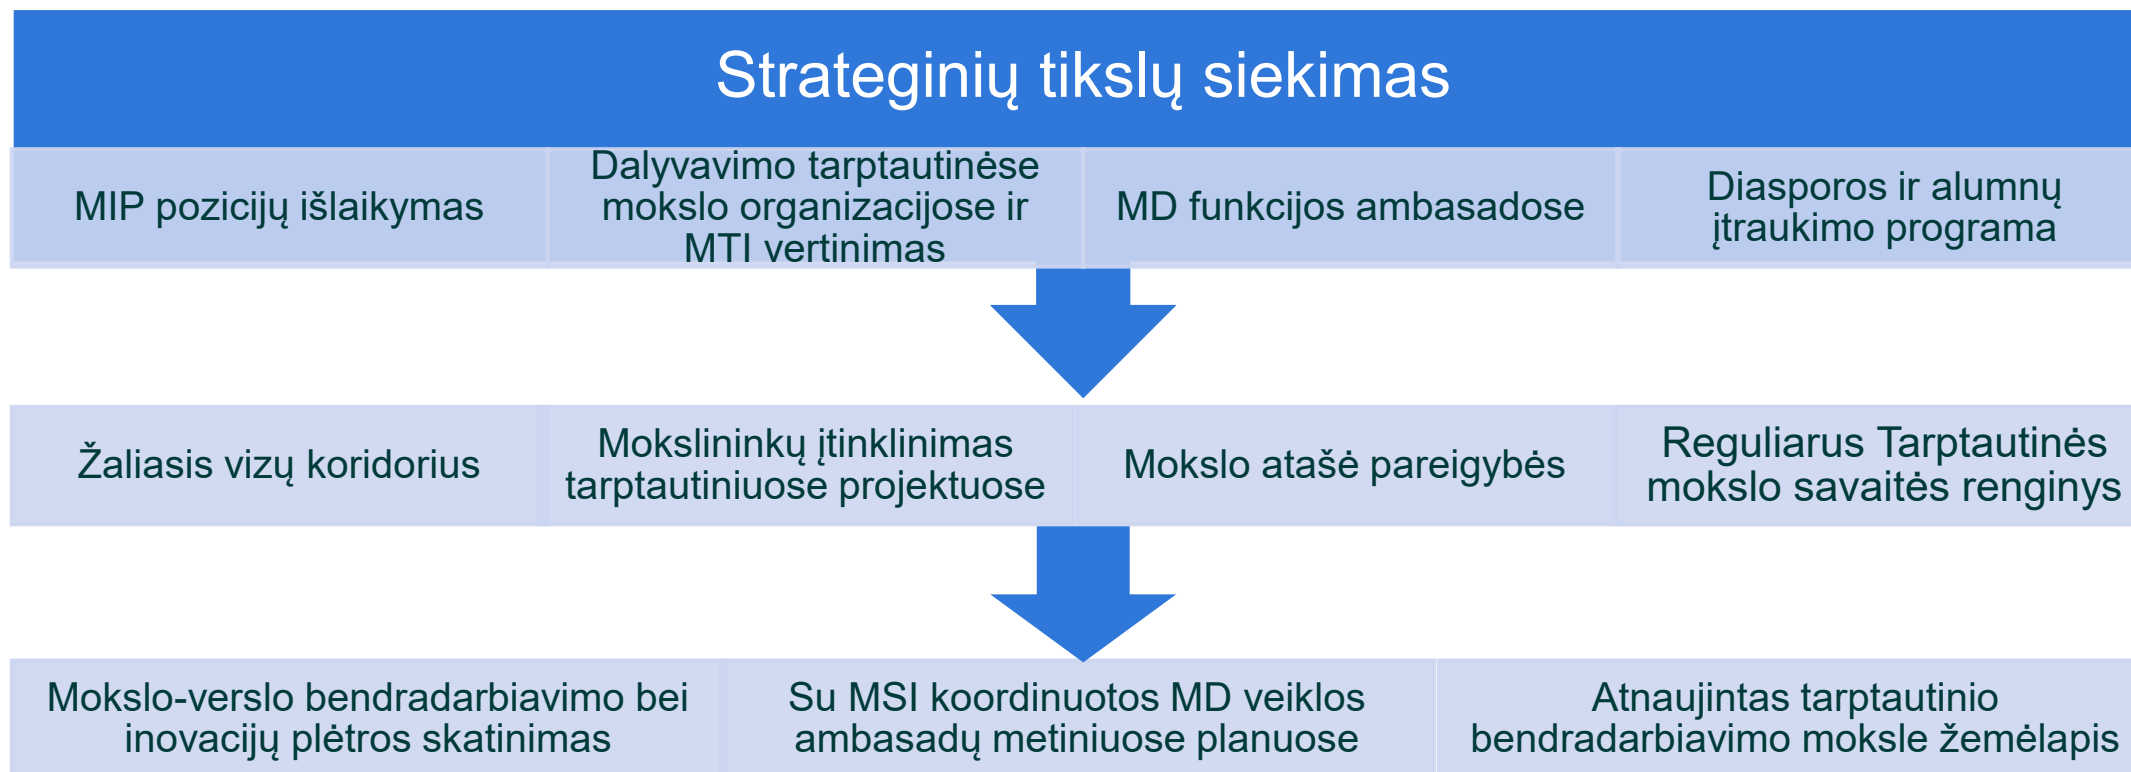 Strateginių tikslų siekimas
MIP pozicijų išlaikymas
Dalyvavimo tarptautinėse
mokslo organizacijose ir
MTI vertinimas
MD funkcijos ambasadose
Diasporos ir alumnų
įtraukimo programa
Žaliasis vizų koridorius
Mokslininkų įtinklinimas
tarptautiniuose projektuose
Mokslo atašė pareigybės
Reguliarus Tarptautinės
mokslo savaitės renginys
Mokslo-verslo bendradarbiavimo bei
inovacijų plėtros skatinimas
Su MSI koordinuotos MD veiklos
ambasadų metiniuose planuose
Atnaujintas tarptautinio
bendradarbiavimo moksle žemėlapis